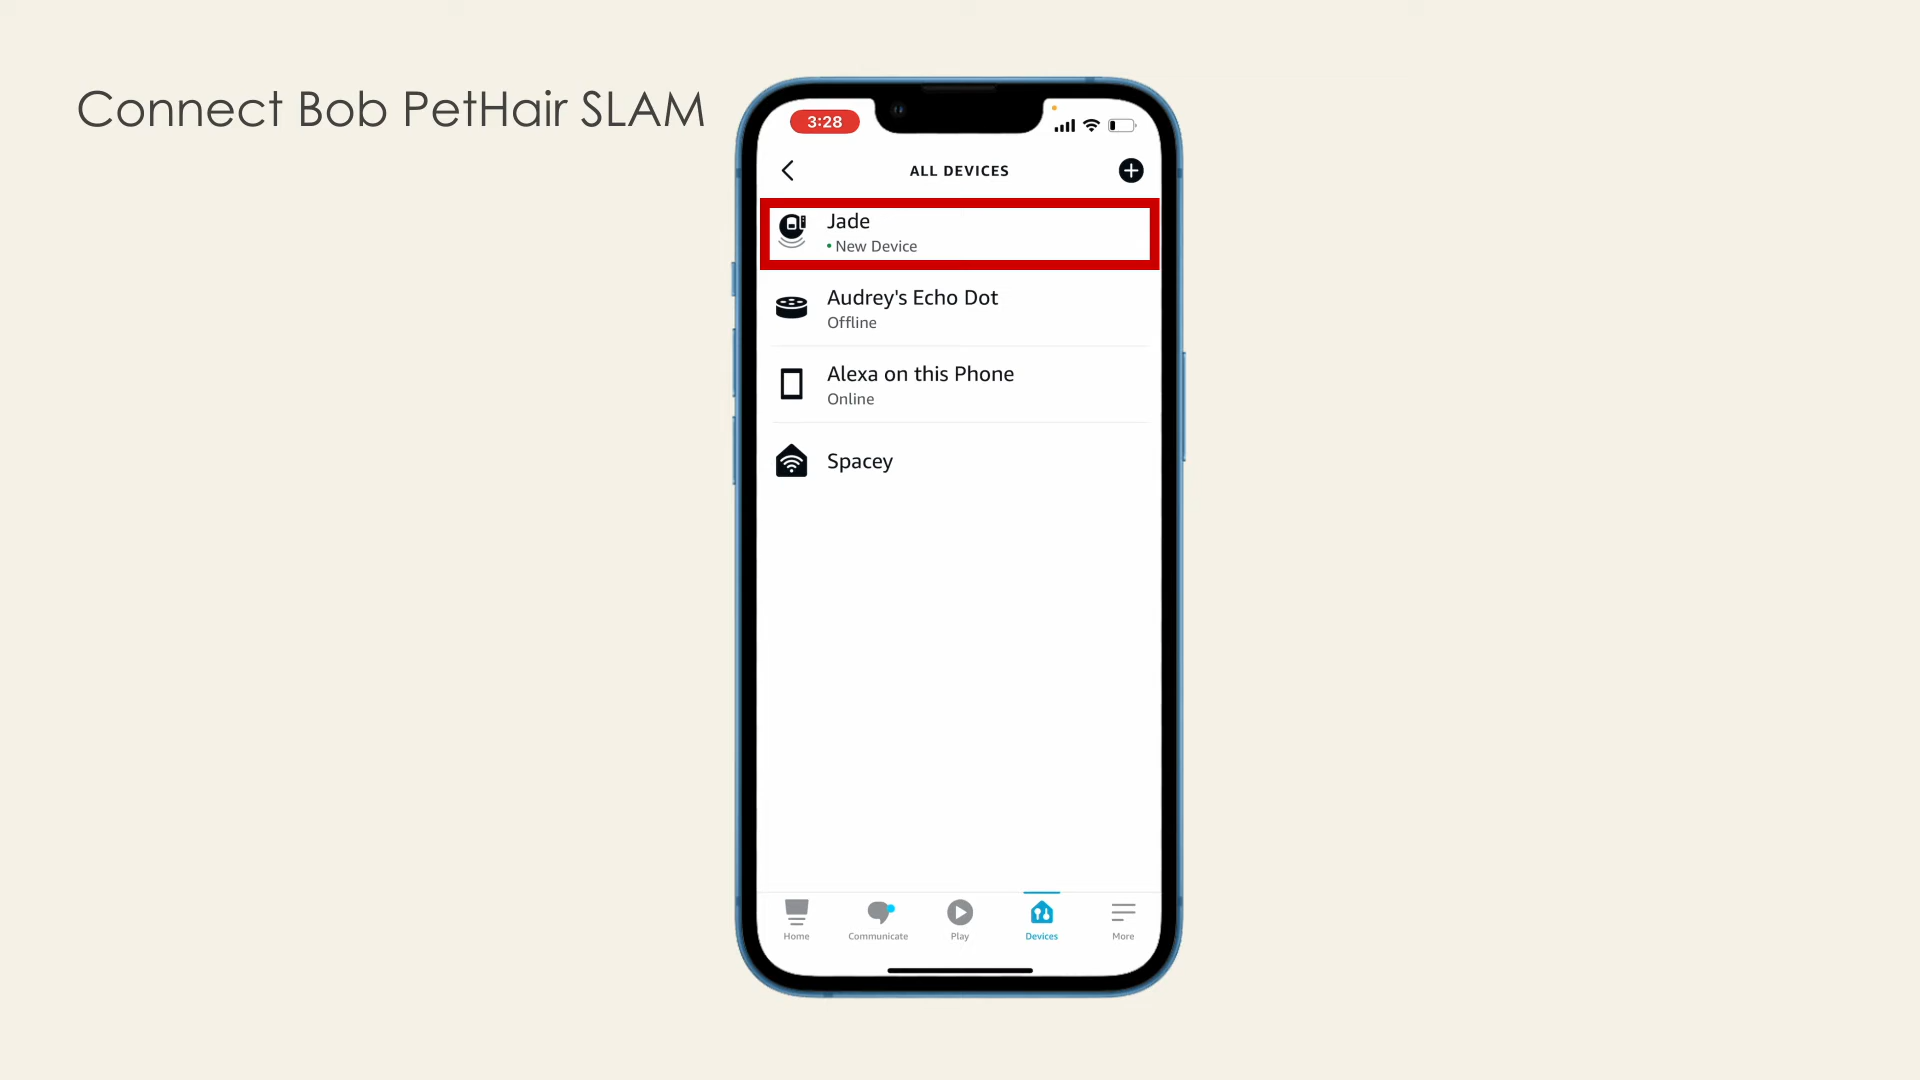 Connect Bob PetHair SLAM
3:28
ALL DEVICES
Jade
• New Device
Audrey's Echo Dot
Offline
Alexa on this Phone
Online
Spacey
Home
Communicate
Play
Devices
More